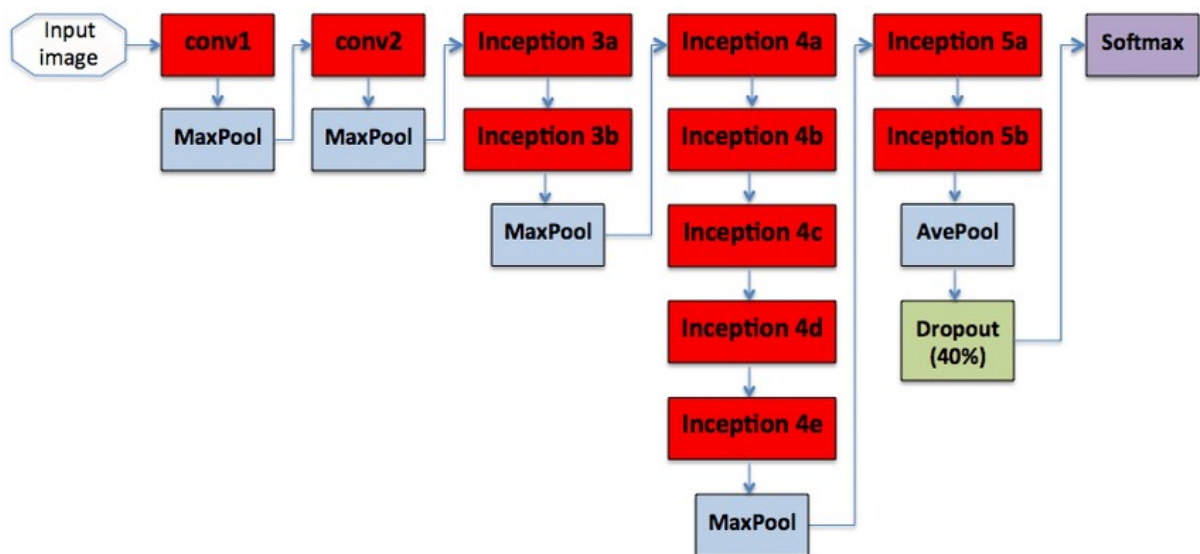 Input
image
conv1
MaxPool
conv2
MaxPool
Inception 3a
Inception 3b
MaxPool
Inception 4a
Inception 4b
Inception 4c
Inception 4d
Inception 4e
MaxPool
Inception 5a
Inception 5b
AvePool
Dropout
(40%)
Softmax